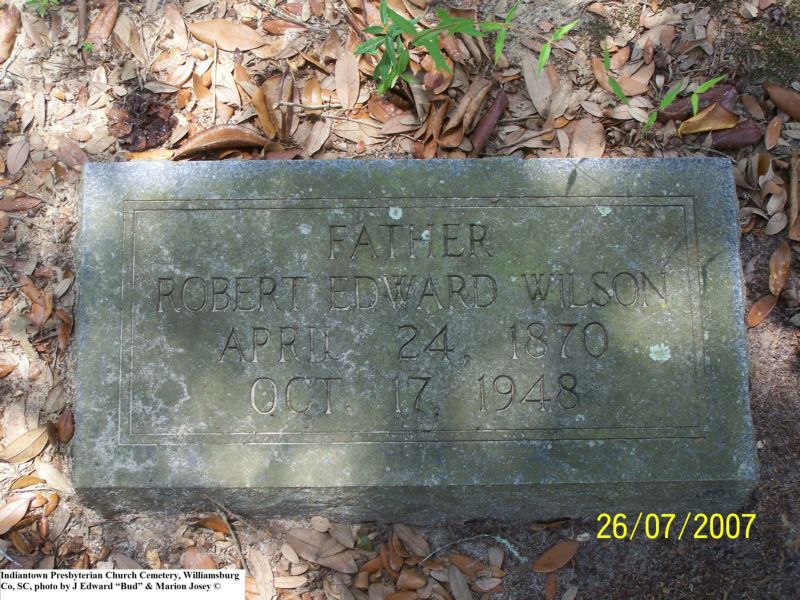 FATHER
ROBERT EDWARD WILSON
APRIL 24, 1870
OCT. 17, 1948
26/07/2007
Indiantown Presbyterian Church Cemetery, Williamsburg
Co, SC, photo by J Edward “Bud” & Marion Josey ©